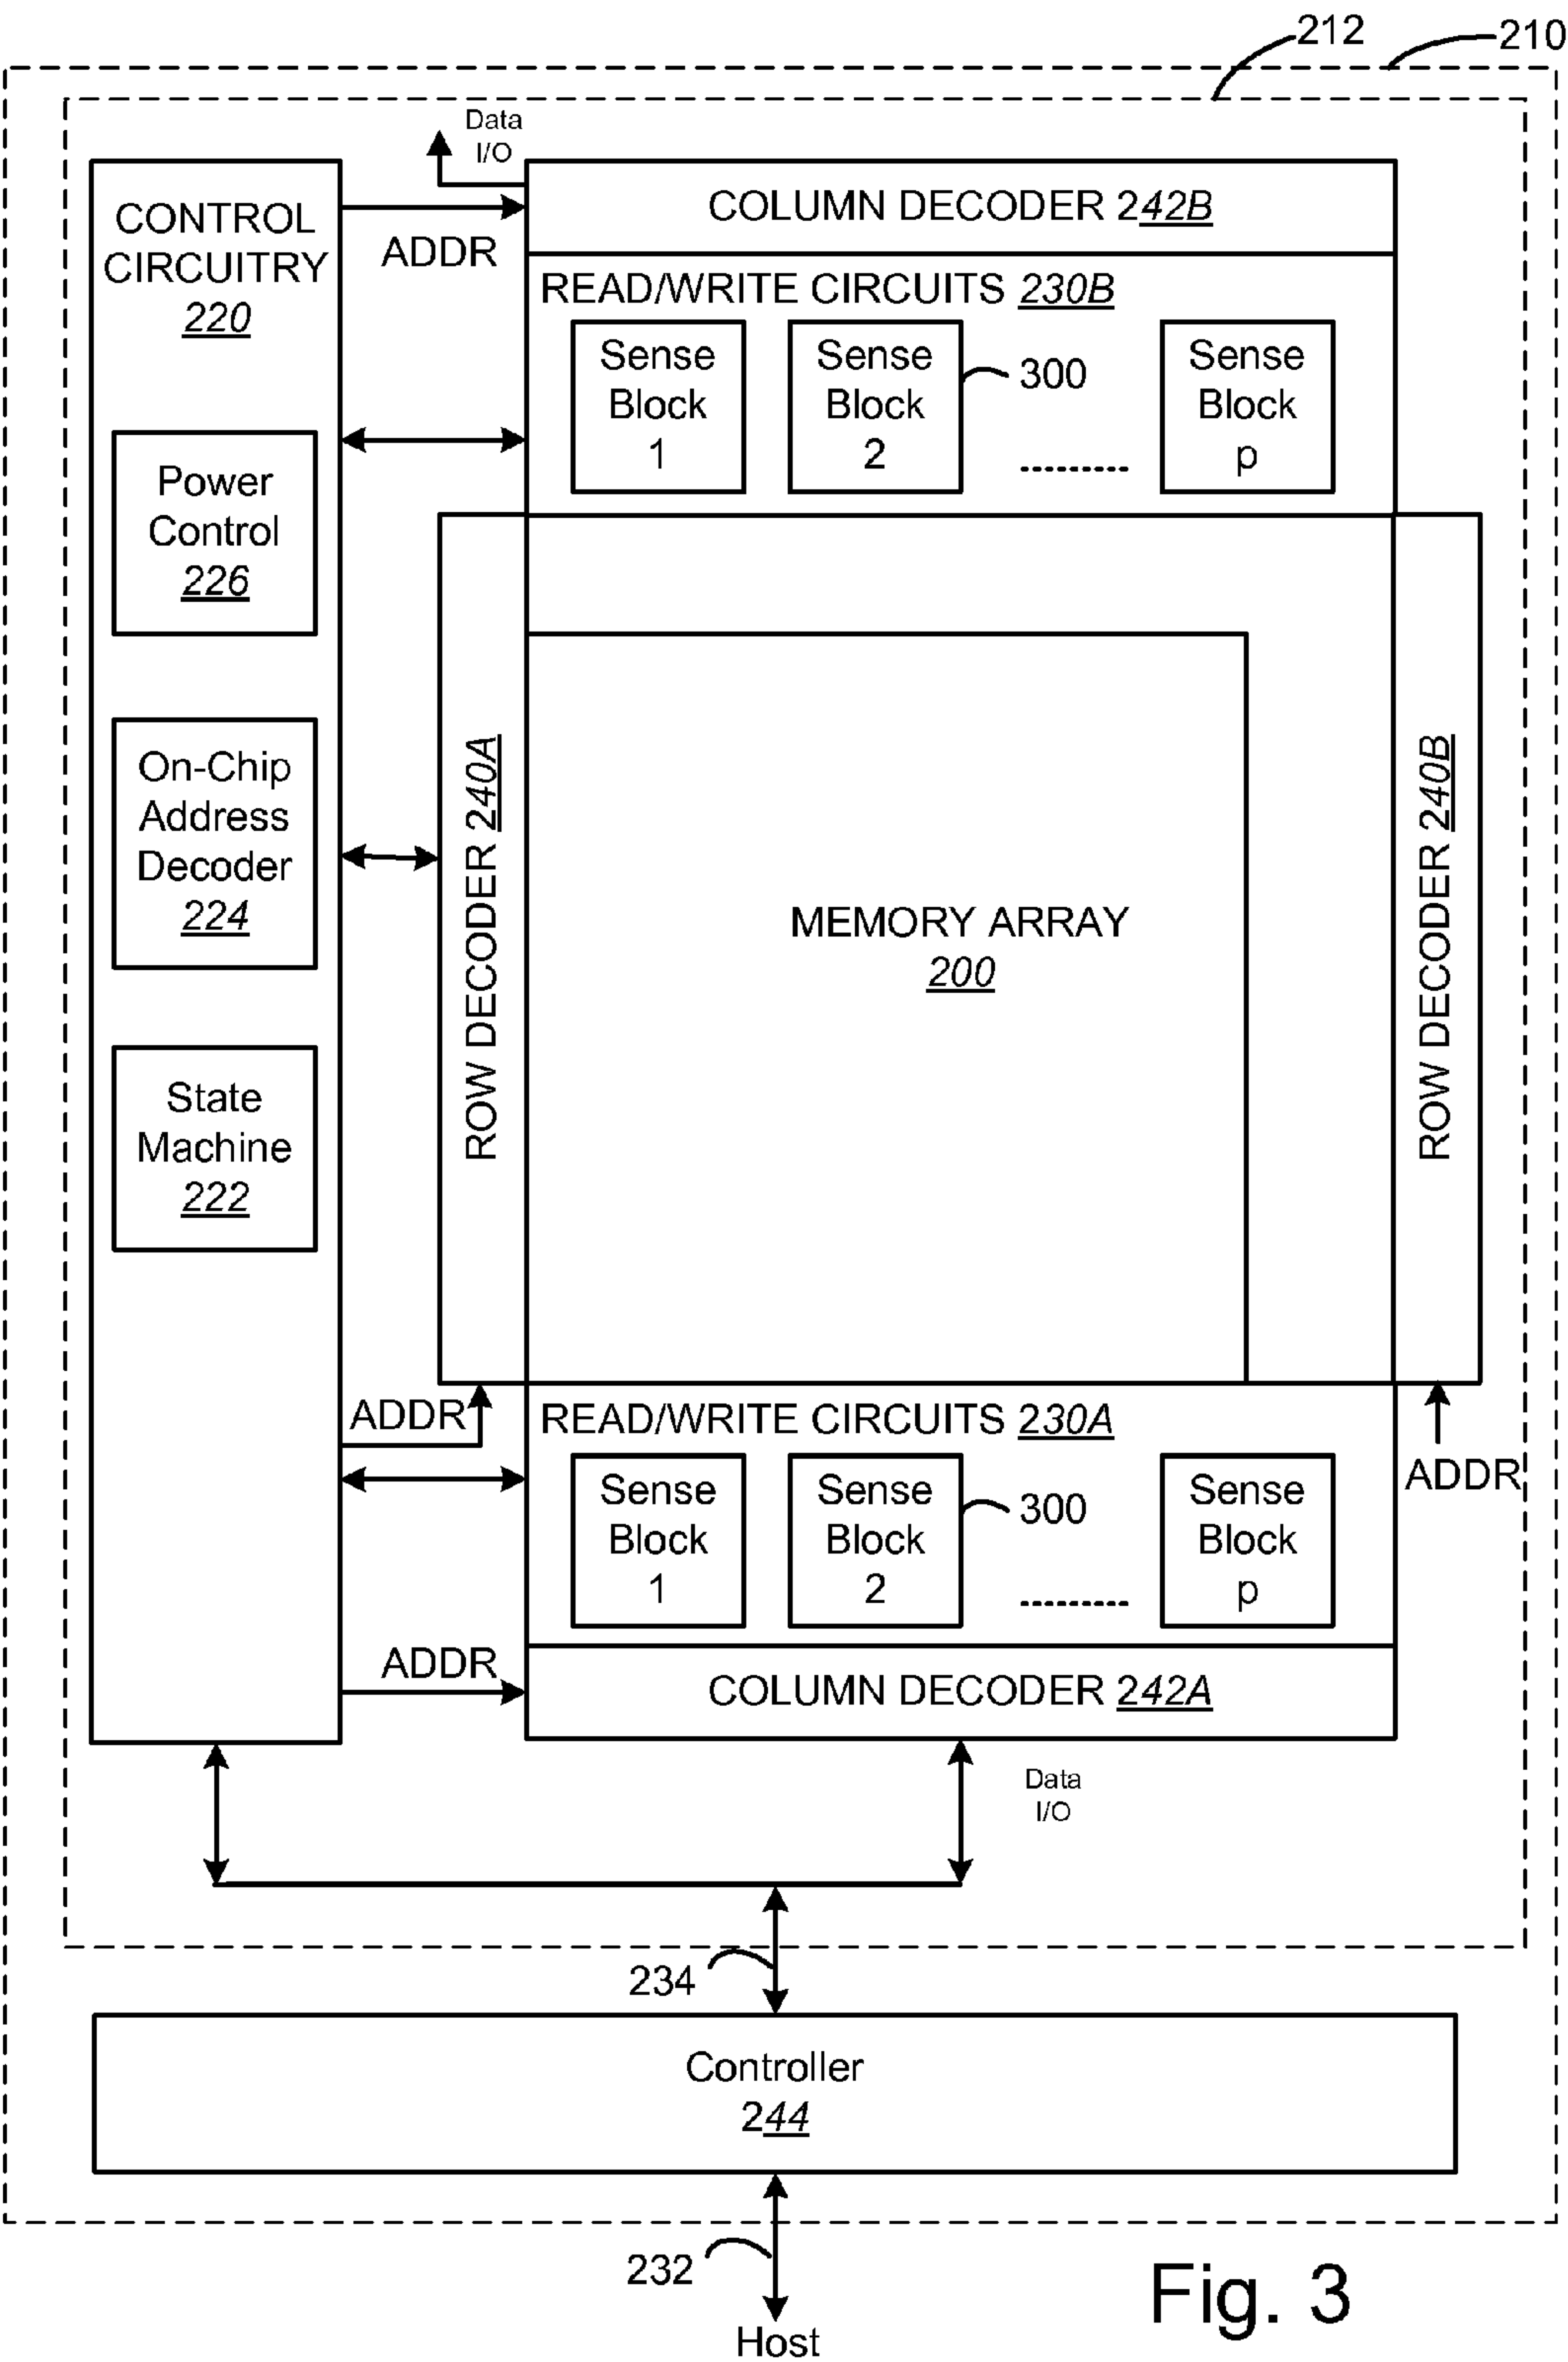 212
210
Data
I/O
CONTROL
CIRCUITRY
220
ADDR
COLUMN DECODER 242B
READ/WRITE CIRCUITS 230B
Sense
Block
1
Sense
Block
2
300
.........
Sense
Block
p
Power
Control
226
On-Chip
Address
Decoder
224
State
Machine
222
ROW DECODER 240A
MEMORY ARRAY
200
ROW DECODER 240B
ADDR
READ/WRITE CIRCUITS 230A
ADDR
Sense
Block
1
Sense
Block
2
300
.........
Sense
Block
p
ADDR
COLUMN DECODER 242A
Data
I/O
234
Controller
244
232
Host
Fig. 3